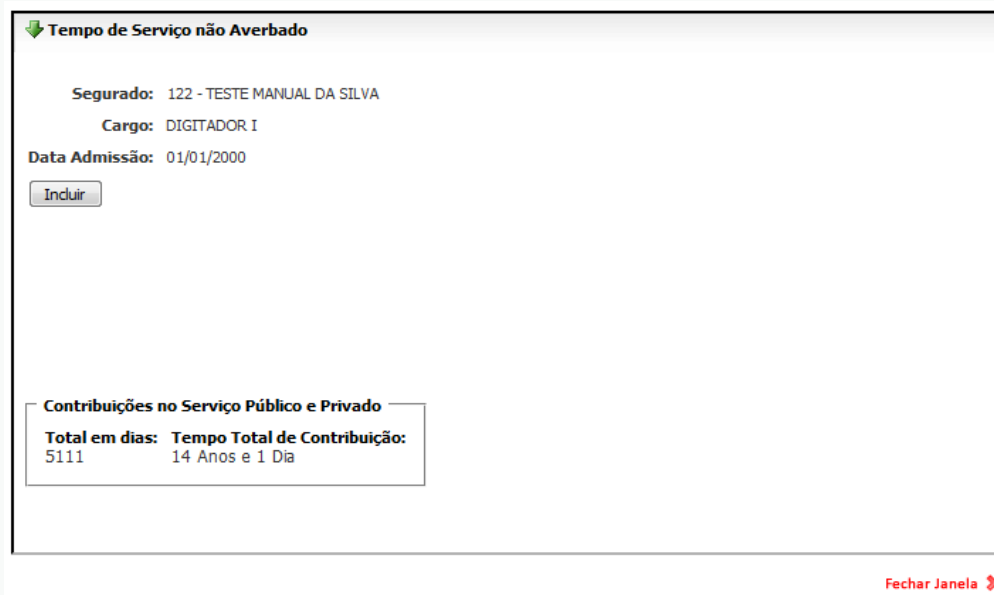 Tempo de Serviço não Averbado
Segurado: 122 - TESTE MANUAL DA SILVA
Cargo: DIGITADOR I
Data Admissão: 01/01/2000
Incluir
Contribuições no Serviço Público e Privado
Total em dias: Tempo Total de Contribuição:
5111 14 Anos e 1 Dia
Fechar Janela